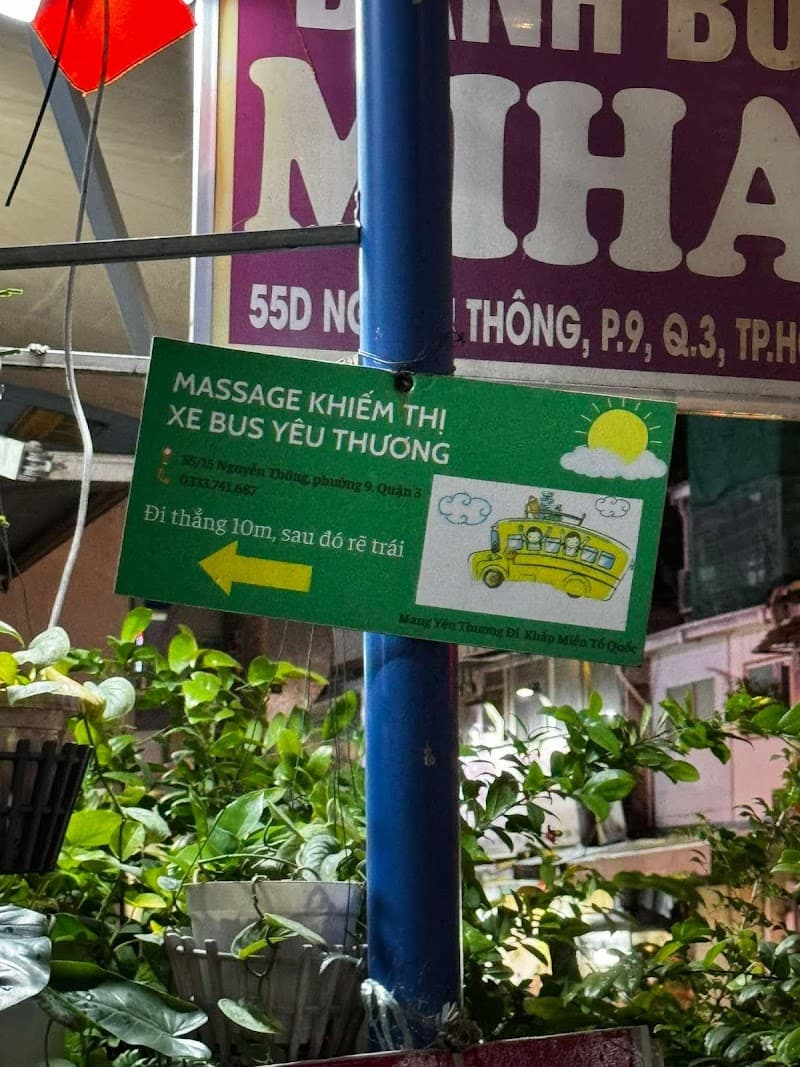 MIHA
55D NG THÔNG, P.9, Q.3, TP.H
MASSAGE KHIẾM THỊ
XE BUS YÊU THƯƠNG
55/15 Nguyễn Thông, phường 9, Quận 3
0333.741.687
Đi thẳng 10m, sau đó rẽ trái
Mang Yêu Thương Đi Khắp Miền Tổ Quốc